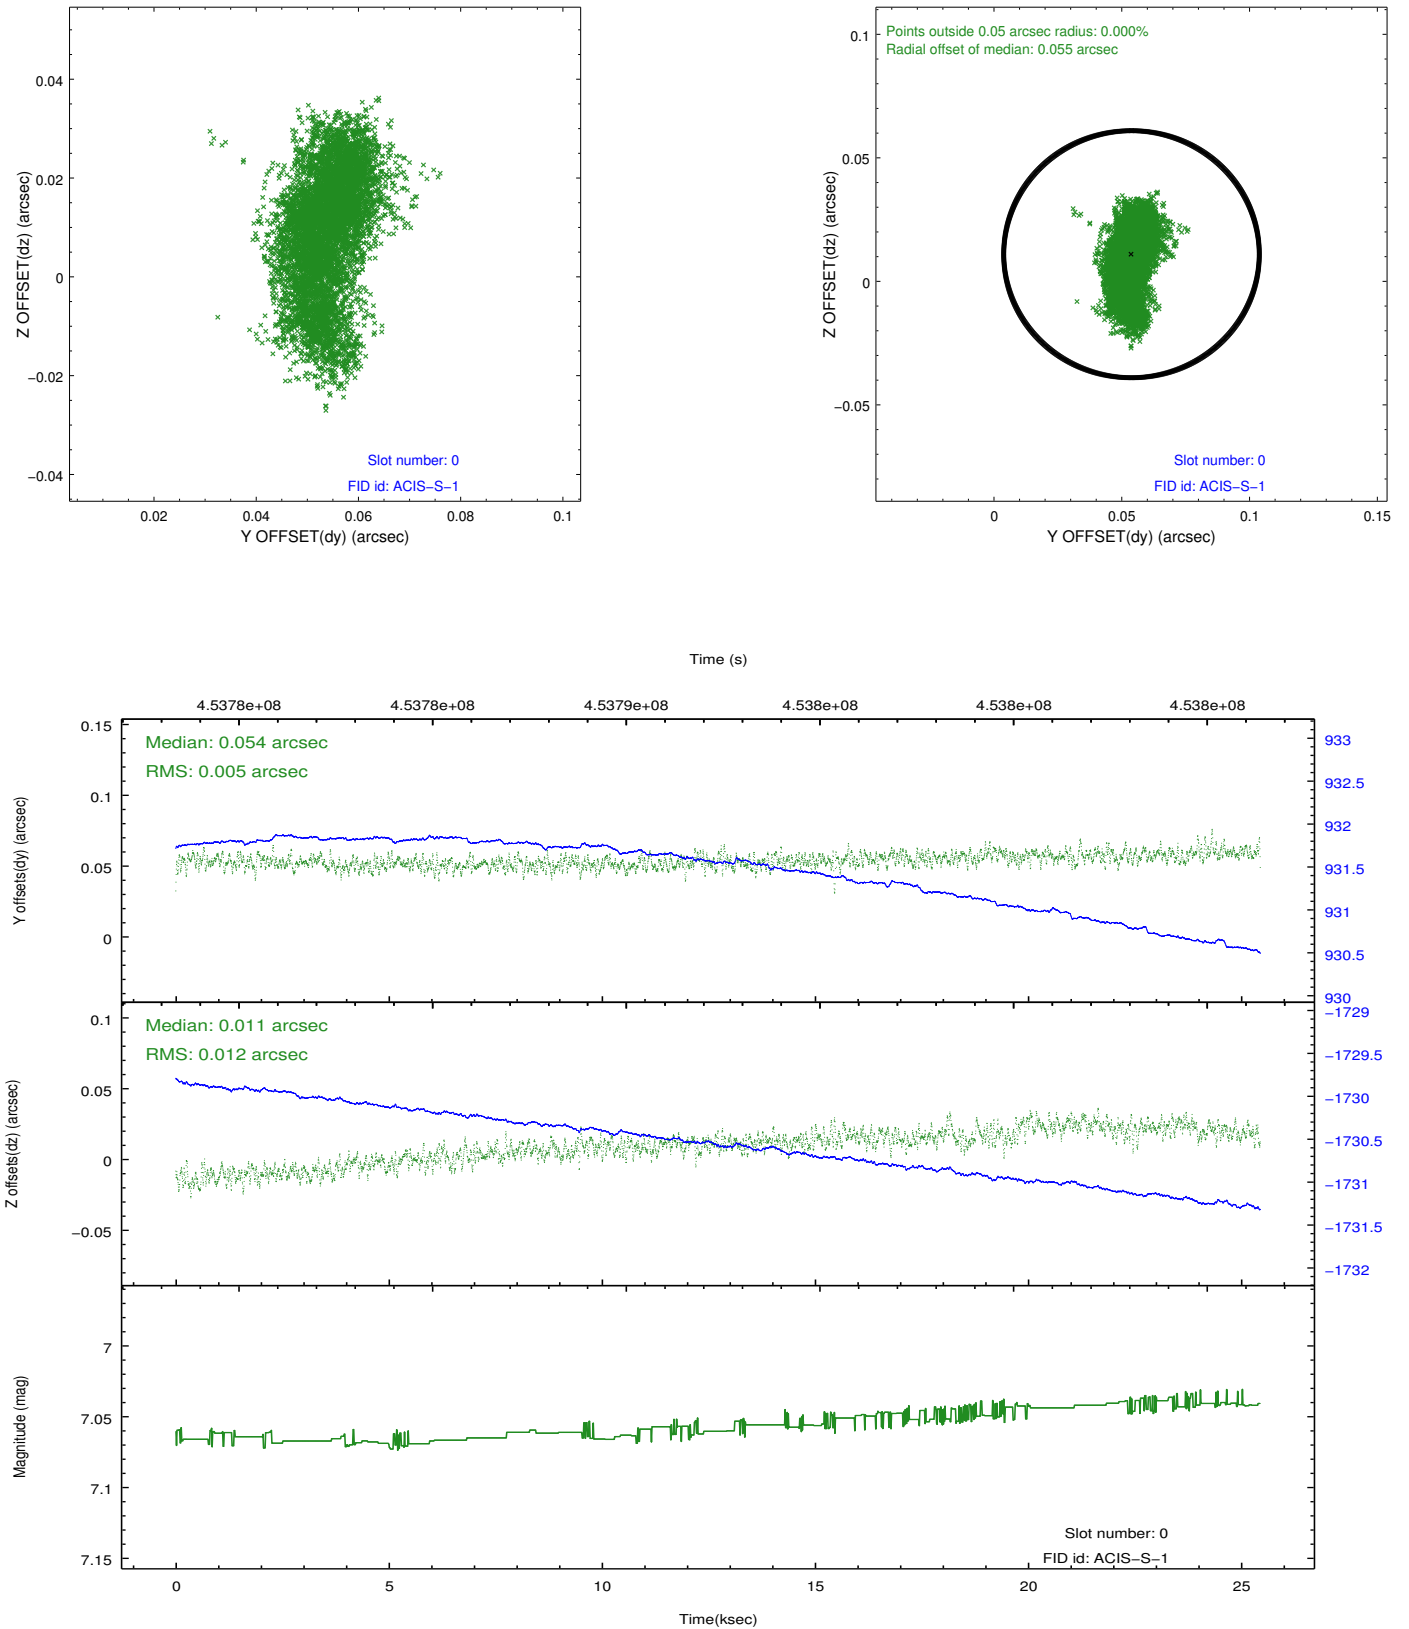 0.04
0.02
0
−0.02
−0.04
Z OFFSET(dz) (arcsec)
Slot number: 0
FID id: ACIS−S−1
0.02 0.04 0.06 0.08 0.1
Y OFFSET(dy) (arcsec)
Points outside 0.05 arcsec radius: 0.000%
Radial offset of median: 0.055 arcsec
0.1
0.05
0
−0.05
Z OFFSET(dz) (arcsec)
Slot number: 0
FID id: ACIS−S−1
0 0.05 0.1 0.15
Y OFFSET(dy) (arcsec)
Time (s)
4.5378e+08 4.5378e+08 4.5379e+08 4.538e+08 4.538e+08 4.538e+08
Median: 0.054 arcsec
RMS: 0.005 arcsec
0.15
0.1
0.05
0
Y offsets(dy) (arcsec)
933
932.5
932
931.5
931
930.5
930
Median: 0.011 arcsec
RMS: 0.012 arcsec
0.1
0.05
0
−0.05
Z offsets(dz) (arcsec)
−1729
−1729.5
−1730
−1730.5
−1731
−1731.5
−1732
7
7.05
7.1
7.15
Magnitude (mag)
Slot number: 0
FID id: ACIS−S−1
0 5 10 15 20 25
Time(ksec)